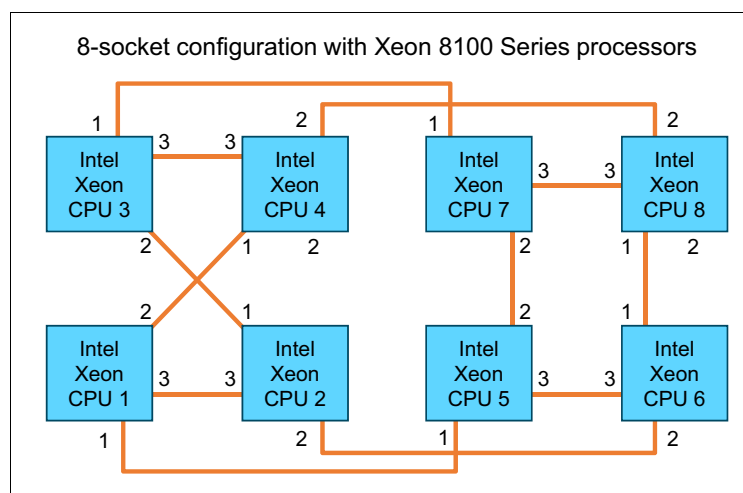 8-socket configuration with Xeon 8100 Series processors
1
2
1
2
3
3
3
3
Intel
Xeon
CPU 3
Intel
Xeon
CPU 4
Intel
Xeon
CPU 7
Intel
Xeon
CPU 8
2
1
2
2
1
2
2
1
2
1
Intel
Xeon
CPU 1
Intel
Xeon
CPU 2
Intel
Xeon
CPU 5
Intel
Xeon
CPU 6
3
3
3
3
1
2
1
2